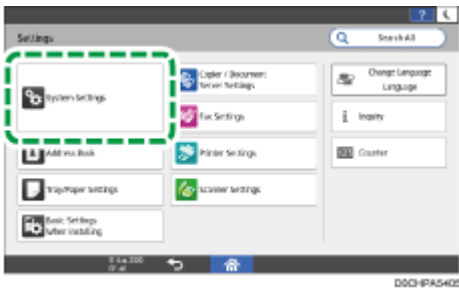 ?
Settings
Search All
System Settings
Copier / Document
Server Settings
Change Language
Language
Fax Settings
Inquiry
Address Book
Printer Settings
Counter
Tray/Paper Settings
Scanner Settings
Basic Settings
When Installing
D0CHPA5405